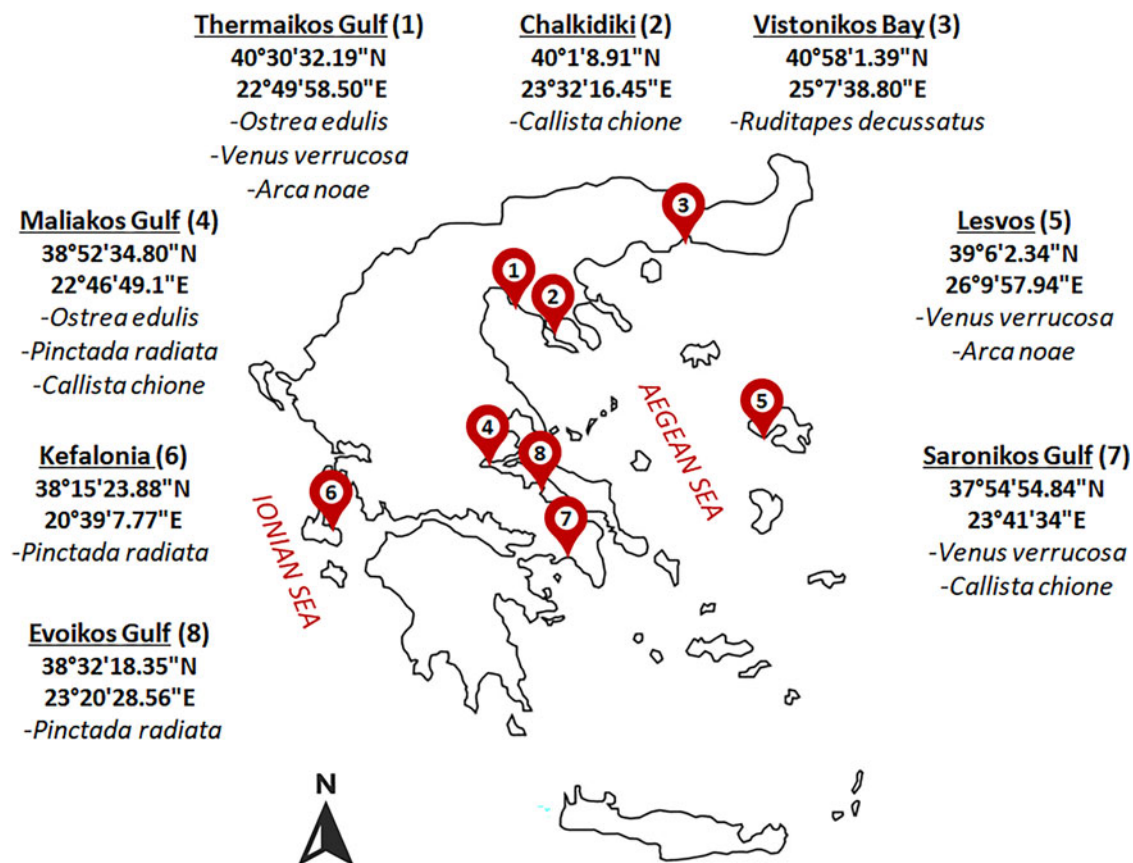 Thermaikos Gulf (1)
40°30'32.19"N
22°49'58.50"E
-Ostrea edulis
-Venus verrucosa
-Arca noae
Chalkidiki (2)
40°1'8.91"N
23°32'16.45"E
-Callista chione
Vistonikos Bay (3)
40°58'1.39"N
25°7'38.80"E
-Ruditapes decussatus
Maliakos Gulf (4)
38°52'34.80"N
22°46'49.1"E
-Ostrea edulis
-Pinctada radiata
-Callista chione
Lesvos (5)
39°6'2.34"N
26°9'57.94"E
-Venus verrucosa
-Arca noae
Kefalonia (6)
38°15'23.88"N
20°39'7.77"E
-Pinctada radiata
Saronikos Gulf (7)
37°54'54.84"N
23°41'34"E
-Venus verrucosa
-Callista chione
Evoikos Gulf (8)
38°32'18.35"N
23°20'28.56"E
-Pinctada radiata
3
1
2
5
4
8
6
7
AEGEAN SEA
IONIAN SEA
N